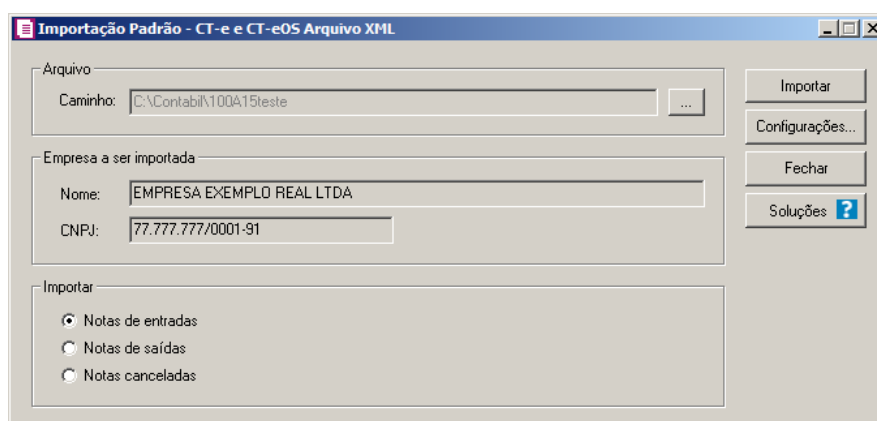 Importação Padrão - CT-e e CT-eOS Arquivo XML
Arquivo
Caminho: C:\Contabil\100A15teste ...
Importar
Configurações...
Fechar
Soluções ?
Empresa a ser importada
Nome: EMPRESA EXEMPLO REAL LTDA
CNPJ: 77.777.777/0001-91
Importar
Notas de entradas
Notas de saídas
Notas canceladas